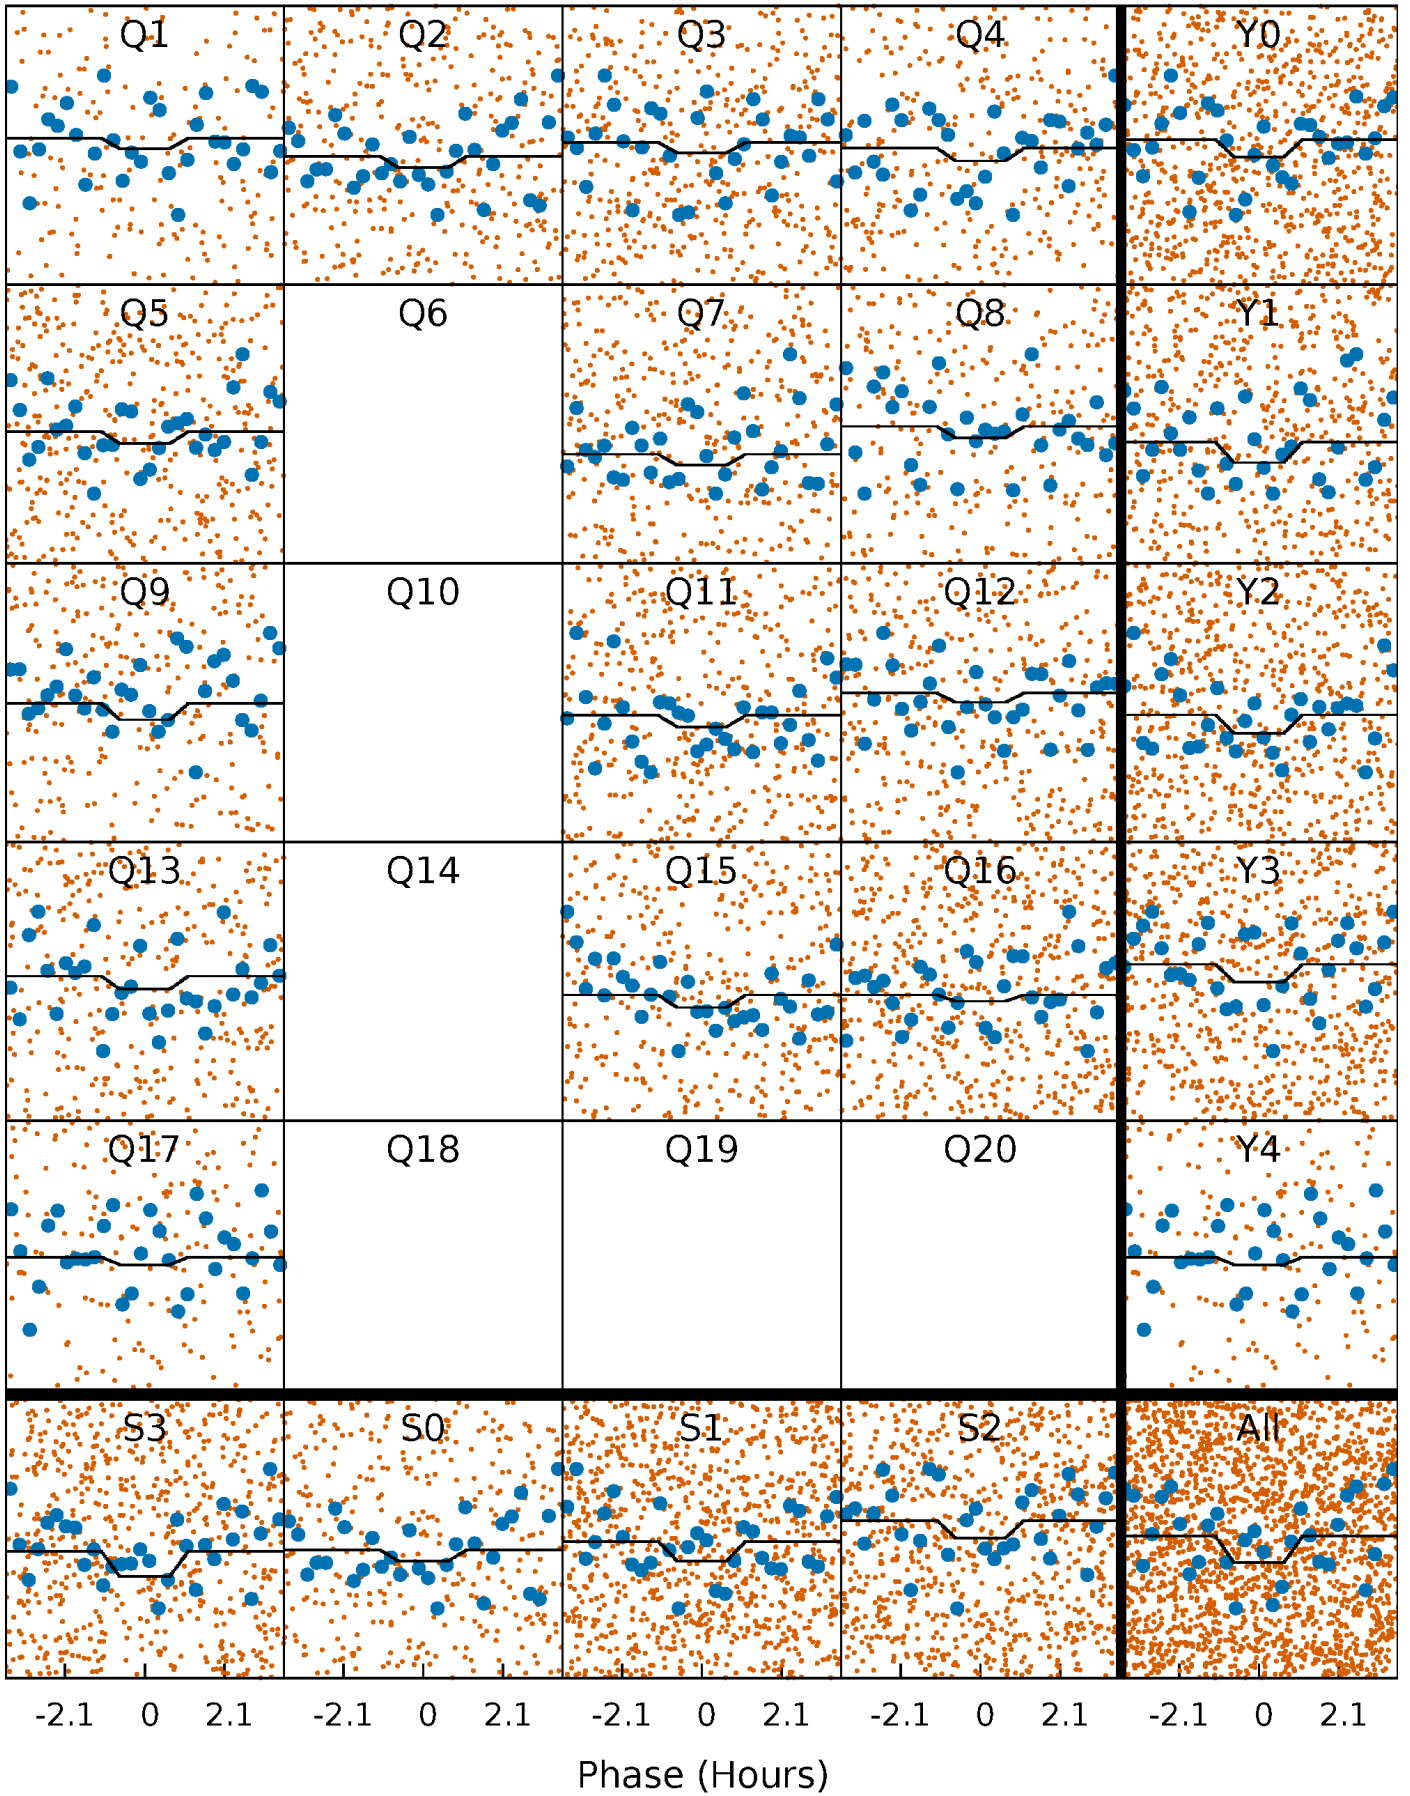 Q1 Q2 Q3 Q4 Y0
Q5 Q6 Q7 Q8 Y1
Q9 Q10 Q11 Q12 Y2
Q13 Q14 Q15 Q16 Y3
Q17 Q18 Q19 Q20 Y4
S3 S0 S1 S2 All
-2.1 0 2.1 -2.1 0 2.1 -2.1 0 2.1 -2.1 0 2.1 -2.1 0 2.1
Phase (Hours)